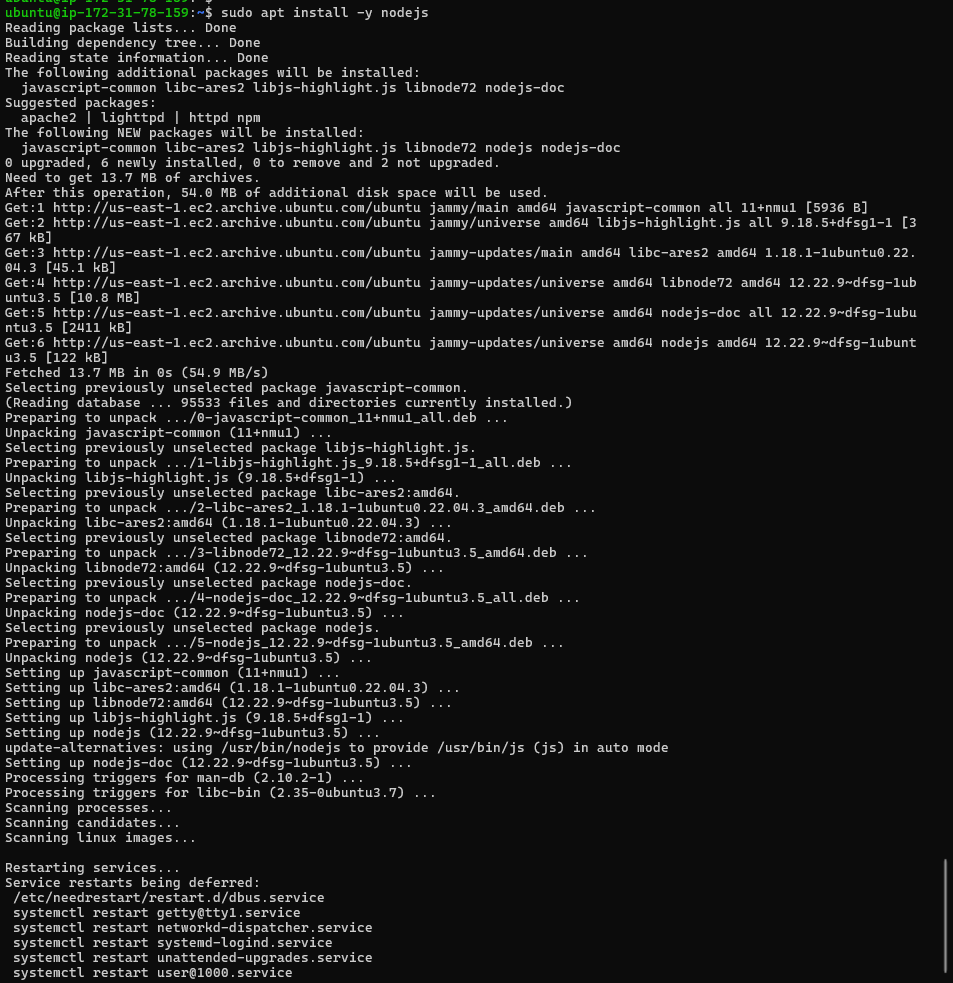 ubuntu@ip-172-31-78-159:~$ sudo apt install -y nodejs
Reading package lists... Done
Building dependency tree... Done
Reading state information... Done
The following additional packages will be installed:
  javascript-common libc-ares2 libjs-highlight.js libnode72 nodejs-doc
Suggested packages:
  apache2 | lighttpd | httpd npm
The following NEW packages will be installed:
  javascript-common libc-ares2 libjs-highlight.js libnode72 nodejs nodejs-doc
0 upgraded, 6 newly installed, 0 to remove and 2 not upgraded.
Need to get 13.7 MB of archives.
After this operation, 54.0 MB of additional disk space will be used.
Get:1 http://us-east-1.ec2.archive.ubuntu.com/ubuntu jammy/main amd64 javascript-common all 11+nmu1 [5936 B]
Get:2 http://us-east-1.ec2.archive.ubuntu.com/ubuntu jammy/universe amd64 libjs-highlight.js all 9.18.5+dfsg1-1 [3
67 kB]
Get:3 http://us-east-1.ec2.archive.ubuntu.com/ubuntu jammy-updates/main amd64 libc-ares2 amd64 1.18.1-1ubuntu0.22.
04.3 [45.1 kB]
Get:4 http://us-east-1.ec2.archive.ubuntu.com/ubuntu jammy-updates/universe amd64 libnode72 amd64 12.22.9~dfsg-1ub
untu3.5 [10.8 MB]
Get:5 http://us-east-1.ec2.archive.ubuntu.com/ubuntu jammy-updates/universe amd64 nodejs-doc all 12.22.9~dfsg-1ubu
ntu3.5 [2411 kB]
Get:6 http://us-east-1.ec2.archive.ubuntu.com/ubuntu jammy-updates/universe amd64 nodejs amd64 12.22.9~dfsg-1ubunt
u3.5 [122 kB]
Fetched 13.7 MB in 0s (54.9 MB/s)
Selecting previously unselected package javascript-common.
(Reading database ... 95533 files and directories currently installed.)
Preparing to unpack .../0-javascript-common_11+nmu1_all.deb ...
Unpacking javascript-common (11+nmu1) ...
Selecting previously unselected package libjs-highlight.js.
Preparing to unpack .../1-libjs-highlight.js_9.18.5+dfsg1-1_all.deb ...
Unpacking libjs-highlight.js (9.18.5+dfsg1-1) ...
Selecting previously unselected package libc-ares2:amd64.
Preparing to unpack .../2-libc-ares2_1.18.1-1ubuntu0.22.04.3_amd64.deb ...
Unpacking libc-ares2:amd64 (1.18.1-1ubuntu0.22.04.3) ...
Selecting previously unselected package libnode72:amd64.
Preparing to unpack .../3-libnode72_12.22.9~dfsg-1ubuntu3.5_amd64.deb ...
Unpacking libnode72:amd64 (12.22.9~dfsg-1ubuntu3.5) ...
Selecting previously unselected package nodejs-doc.
Preparing to unpack .../4-nodejs-doc_12.22.9~dfsg-1ubuntu3.5_all.deb ...
Unpacking nodejs-doc (12.22.9~dfsg-1ubuntu3.5) ...
Selecting previously unselected package nodejs.
Preparing to unpack .../5-nodejs_12.22.9~dfsg-1ubuntu3.5_amd64.deb ...
Unpacking nodejs (12.22.9~dfsg-1ubuntu3.5) ...
Setting up javascript-common (11+nmu1) ...
Setting up libc-ares2:amd64 (1.18.1-1ubuntu0.22.04.3) ...
Setting up libnode72:amd64 (12.22.9~dfsg-1ubuntu3.5) ...
Setting up libjs-highlight.js (9.18.5+dfsg1-1) ...
Setting up nodejs (12.22.9~dfsg-1ubuntu3.5) ...
update-alternatives: using /usr/bin/nodejs to provide /usr/bin/js (js) in auto mode
Setting up nodejs-doc (12.22.9~dfsg-1ubuntu3.5) ...
Processing triggers for man-db (2.10.2-1) ...
Processing triggers for libc-bin (2.35-0ubuntu3.7) ...
Scanning processes...
Scanning candidates...
Scanning linux images...

Restarting services...
Service restarts being deferred:
 /etc/needrestart/restart.d/dbus.service
 systemctl restart getty@tty1.service
 systemctl restart networkd-dispatcher.service
 systemctl restart systemd-logind.service
 systemctl restart unattended-upgrades.service
 systemctl restart user@1000.service